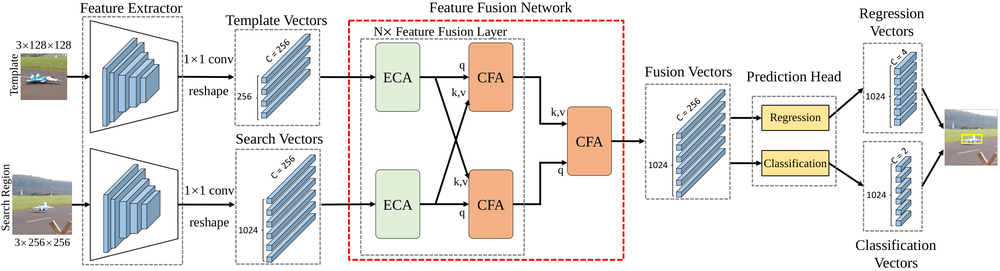 Feature Extractor
Template
3×128×128
1×1 conv
reshape
Template Vectors
C = 256
256
Search Region
3×256×256
1×1 conv
reshape
Search Vectors
C = 256
1024
Feature Fusion Network
N× Feature Fusion Layer
ECA
q
k,v
CFA
ECA
k,v
q
CFA
k,v
q
CFA
Fusion Vectors
C = 256
1024
Prediction Head
Regression
Classification
Regression
Vectors
C = 4
1024
C = 2
1024
Classification
Vectors